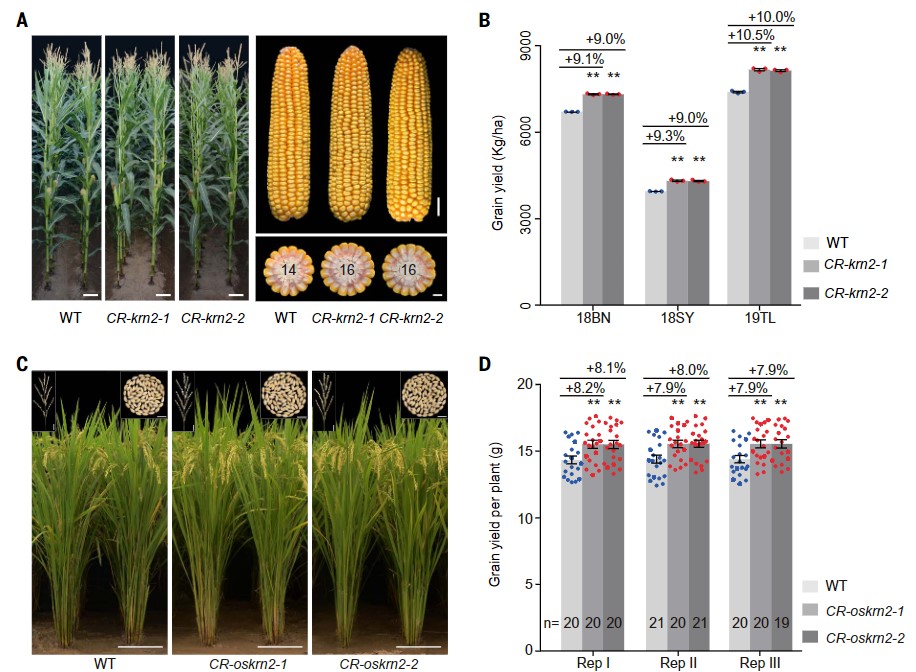 A
14
16
16
WT
CR-krn2-1
CR-krn2-2
WT
CR-krn2-1
CR-krn2-2
B
Grain yield (Kg/ha)
9000
6000
3000
0
+9.0%
+9.1%
** **
+9.0%
+9.3%
** **
+10.0%
+10.5%
** **
18BN
18SY
19TL
WT
CR-krn2-1
CR-krn2-2
C
WT
CR-oskrn2-1
CR-oskrn2-2
D
Grain yield per plant (g)
20
15
10
5
0
+8.1%
+8.2%
** **
+8.0%
+7.9%
** **
+7.9%
+7.9%
** **
n= 20 20 20 21 20 21 20 20 19
Rep I
Rep II
Rep III
WT
CR-oskrn2-1
CR-oskrn2-2